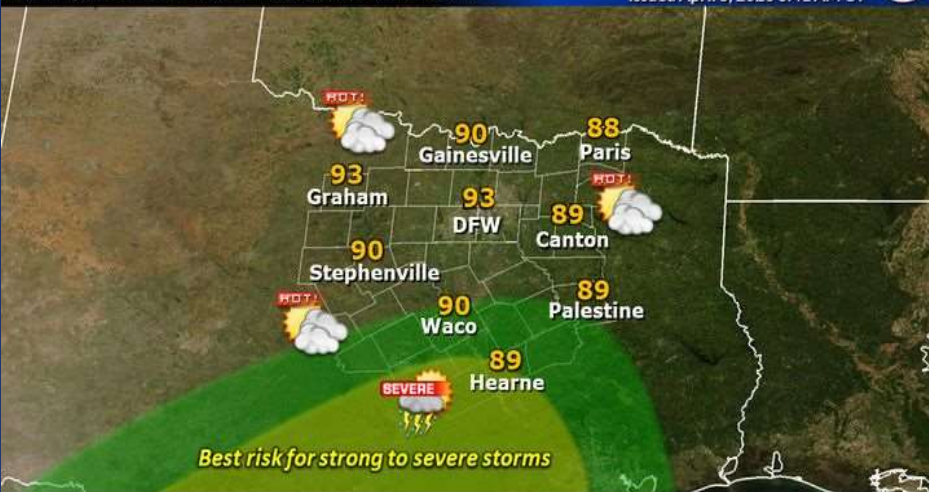 HOT!
90
Gainesville
88
Paris
93
Graham
HOT!
93
DFW
89
Canton
90
Stephenville
HOT!
90
Waco
89
Palestine
89
Hearne
SEVERE
Best risk for strong to severe storms